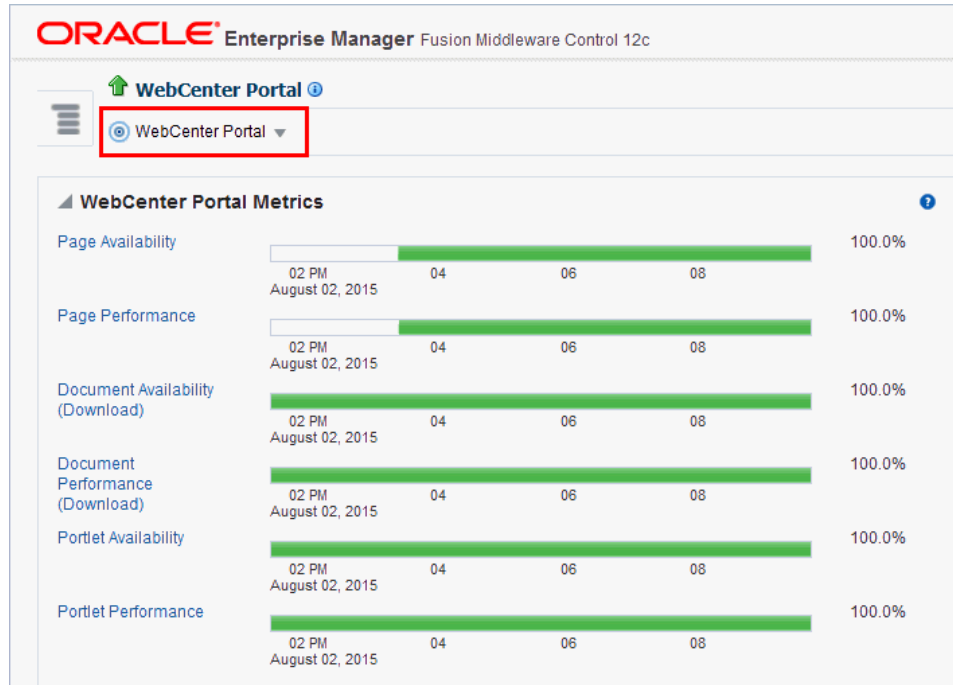 ORACLE Enterprise Manager Fusion Middleware Control 12c
WebCenter Portal
WebCenter Portal
WebCenter Portal Metrics
Page Availability
100.0%
02 PM 04 06 08
August 02, 2015
Page Performance
100.0%
02 PM 04 06 08
August 02, 2015
Document Availability
(Download)
100.0%
02 PM 04 06 08
August 02, 2015
Document
Performance
(Download)
100.0%
02 PM 04 06 08
August 02, 2015
Portlet Availability
100.0%
02 PM 04 06 08
August 02, 2015
Portlet Performance
100.0%
02 PM 04 06 08
August 02, 2015